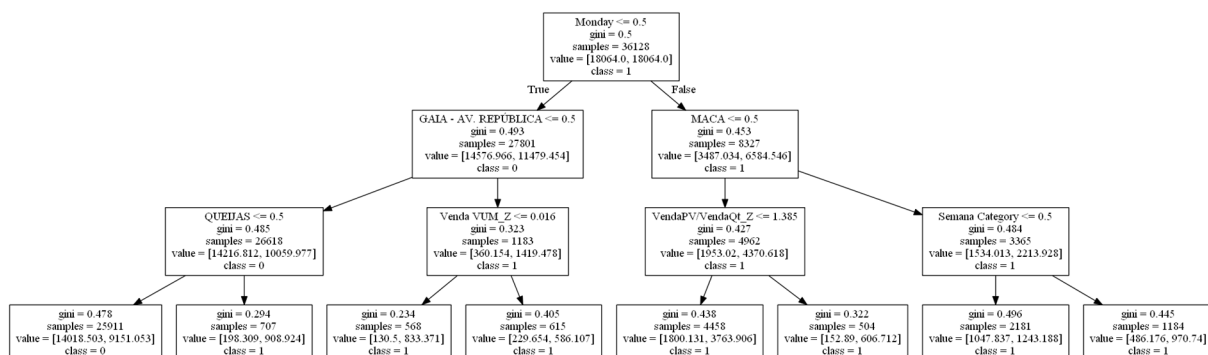 Monday <= 0.5
gini = 0.5
samples = 36128
value = [18064.0, 18064.0]
class = 1
True
False
GAIA - AV. REPÚBLICA <= 0.5
gini = 0.493
samples = 27801
value = [14576.966, 11479.454]
class = 0
MACA <= 0.5
gini = 0.453
samples = 8327
value = [3487.034, 6584.546]
class = 1
QUEIJAS <= 0.5
gini = 0.485
samples = 26618
value = [14216.812, 10059.977]
class = 0
Venda VUM_Z <= 0.016
gini = 0.323
samples = 1183
value = [360.154, 1419.478]
class = 1
VendaPV/VendaQt_Z <= 1.385
gini = 0.427
samples = 4962
value = [1953.02, 4370.618]
class = 1
Semana Category <= 0.5
gini = 0.484
samples = 3365
value = [1534.013, 2213.928]
class = 1
gini = 0.478
samples = 25911
value = [14018.503, 9151.053]
class = 0
gini = 0.294
samples = 707
value = [198.309, 908.924]
class = 1
gini = 0.234
samples = 568
value = [130.5, 833.371]
class = 1
gini = 0.405
samples = 615
value = [229.654, 586.107]
class = 1
gini = 0.438
samples = 4458
value = [1800.131, 3763.906]
class = 1
gini = 0.322
samples = 504
value = [152.89, 606.712]
class = 1
gini = 0.496
samples = 2181
value = [1047.837, 1243.188]
class = 1
gini = 0.445
samples = 1184
value = [486.176, 970.74]
class = 1